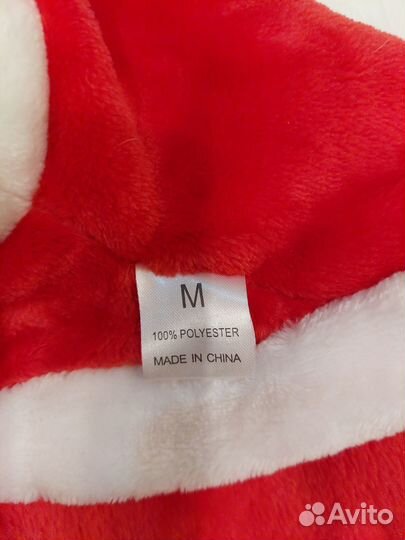 M
100% POLYESTER
MADE IN CHINA
Avito